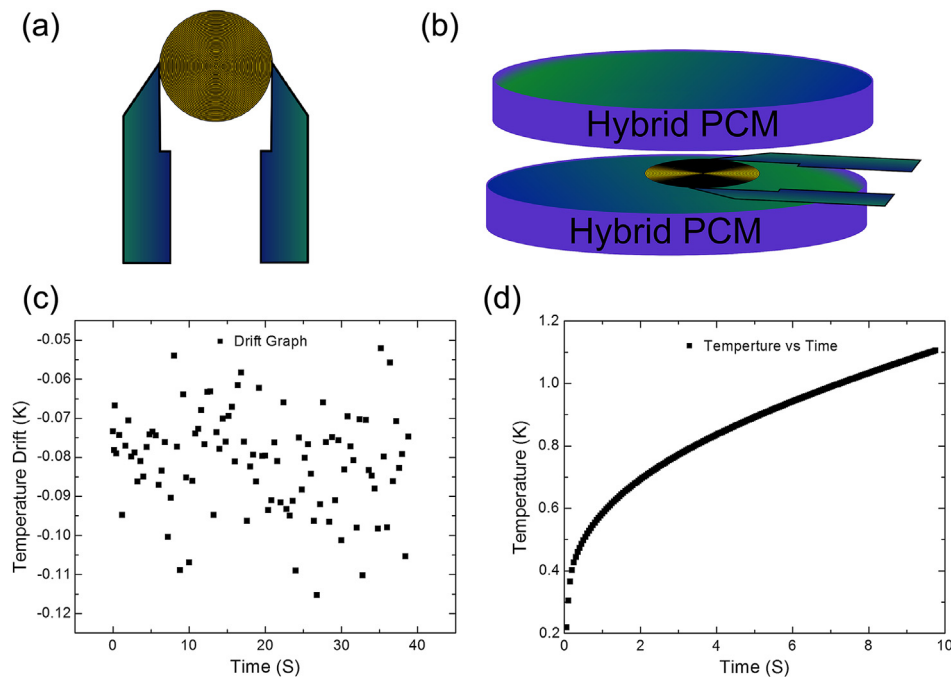 (a)
(b)
Hybrid PCM
Hybrid PCM
(c)
-0.05
-0.06
-0.07
-0.08
-0.09
-0.10
-0.11
-0.12
Temperature Drift (K)
Drift Graph
0 10 20 30 40
Time (S)
(d)
1.2
1.0
0.8
0.6
0.4
0.2
Temperature (K)
Temperture vs Time
0 2 4 6 8 10
Time (S)